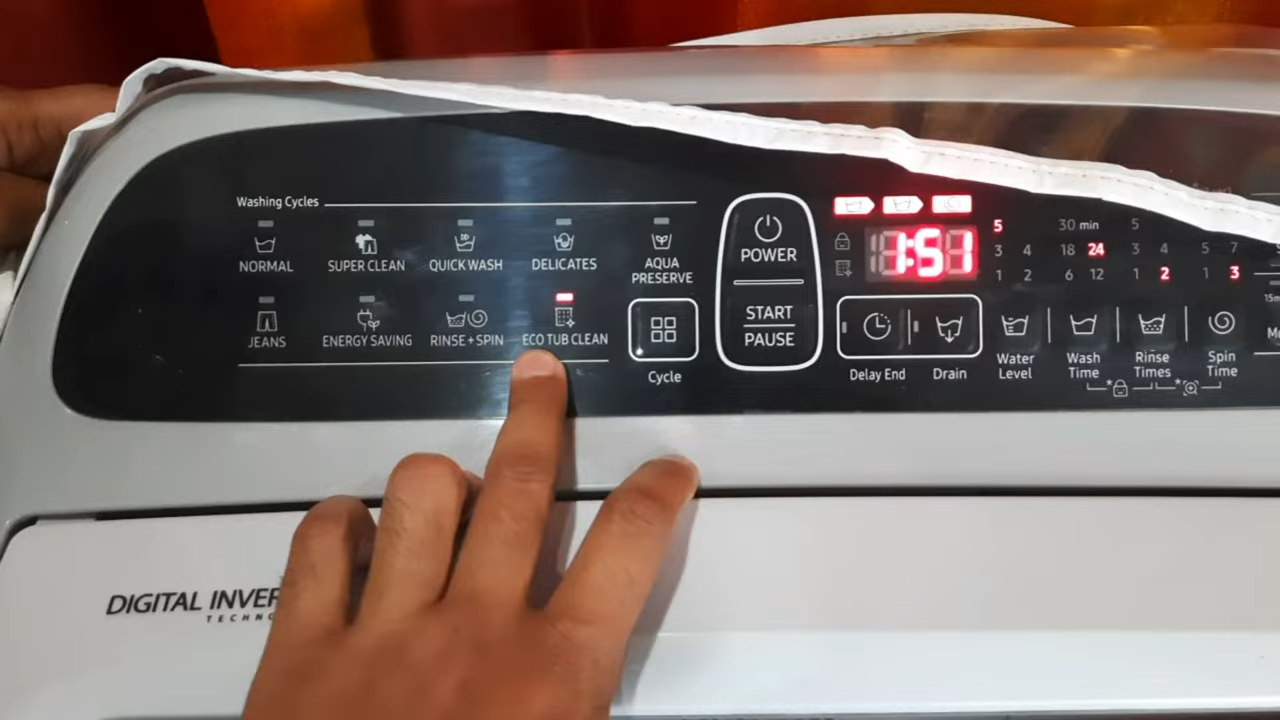 Washing Cycles
NORMAL SUPER CLEAN QUICK WASH DELICATES AQUA PRESERVE
JEANS ENERGY SAVING RINSE+SPIN ECO TUB CLEAN
Cycle
POWER
START
PAUSE
1:51
Delay End Drain
5 30 min 5
3 4 18 24 3 4 5 7
1 2 6 12 1 2 1 3
Water Level
Wash Time
Rinse Times
Spin Time
DIGITAL INVER
TECHNO